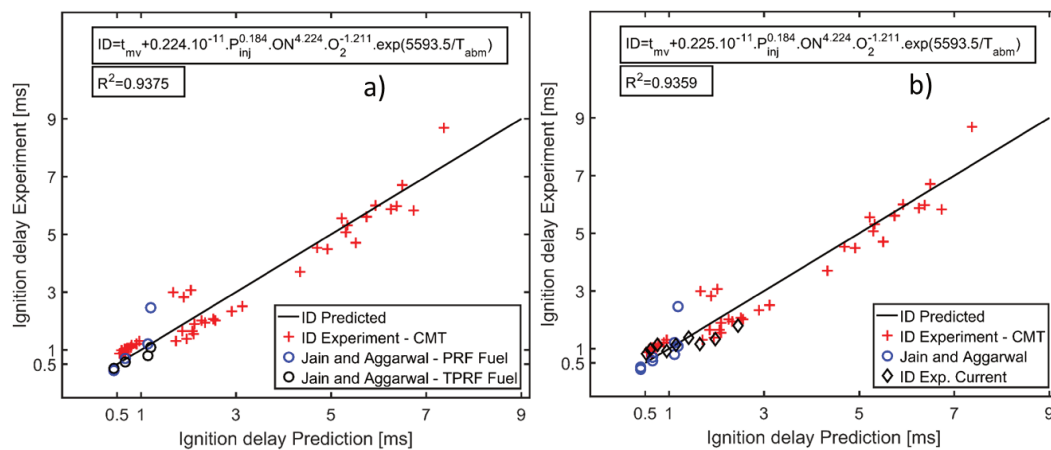 ID=t_mv+0.224.10^-11.P_inj^0.184.ON^4.224.O_2^-1.211.exp(5593.5/T_abm)
R^2=0.9375
a)
Ignition delay Experiment [ms]
9
7
5
3
1
0.5
ID Predicted
ID Experiment - CMT
Jain and Aggarwal - PRF Fuel
Jain and Aggarwal - TPRF Fuel
0.5 1 3 5 7 9
Ignition delay Prediction [ms]
ID=t_mv+0.225.10^-11.P_inj^0.184.ON^4.224.O_2^-1.211.exp(5593.5/T_abm)
R^2=0.9359
b)
Ignition delay Experiment [ms]
9
7
5
3
1
0.5
ID Predicted
ID Experiment - CMT
Jain and Aggarwal
ID Exp. Current
0.5 1 3 5 7 9
Ignition delay Prediction [ms]